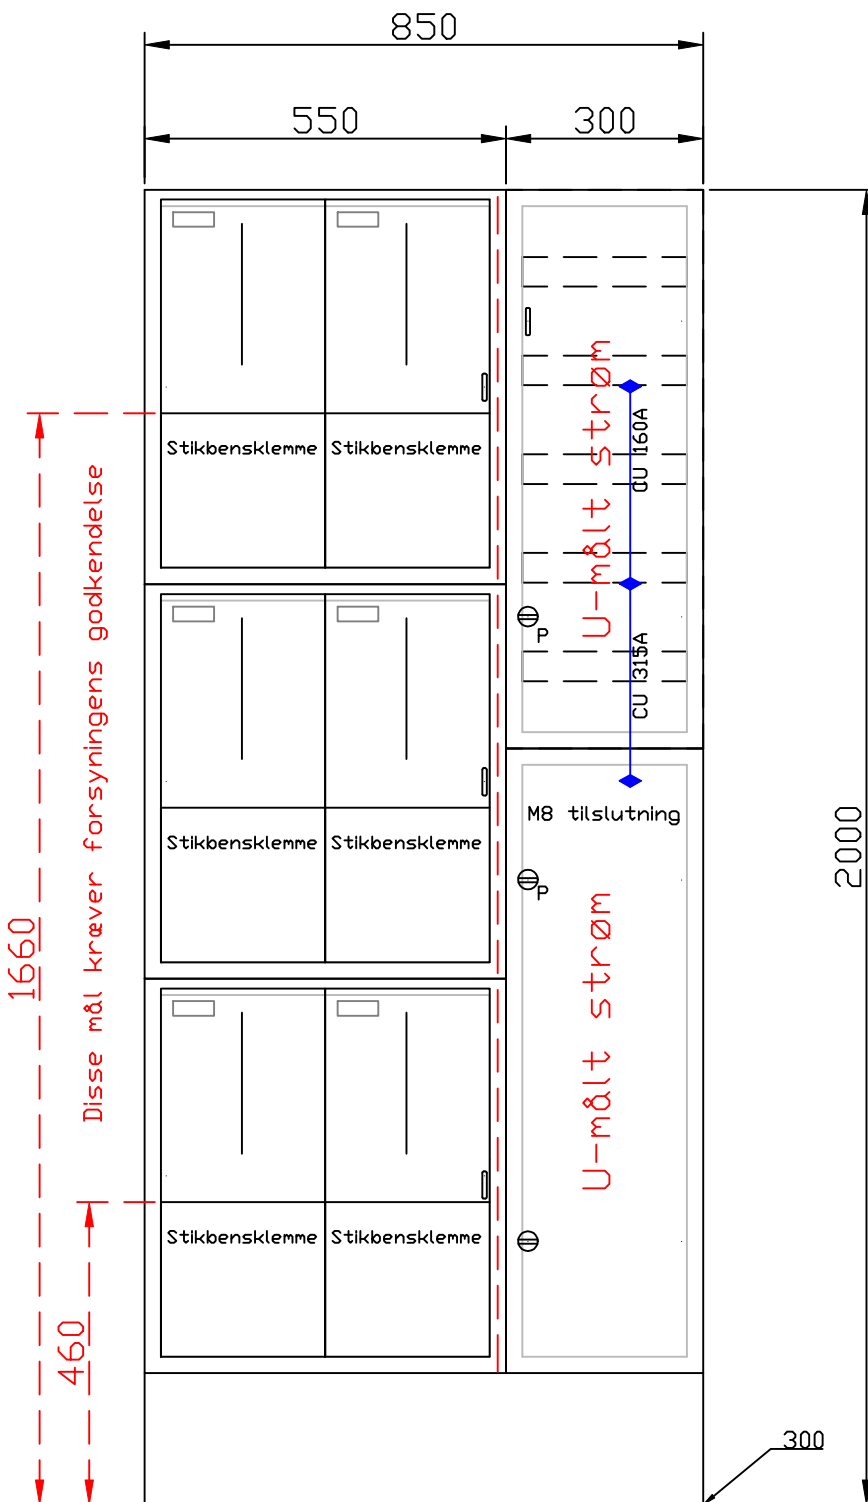 850
550
300
Stikbensklemme
Stikbensklemme
U-målt strøm
CU 160A
P
CU 315A
Disse mål kræver forsyningens godkendelse
Stikbensklemme
Stikbensklemme
M8 tilslutning
2000
P
1660
U-målt strøm
Stikbensklemme
Stikbensklemme
460
300